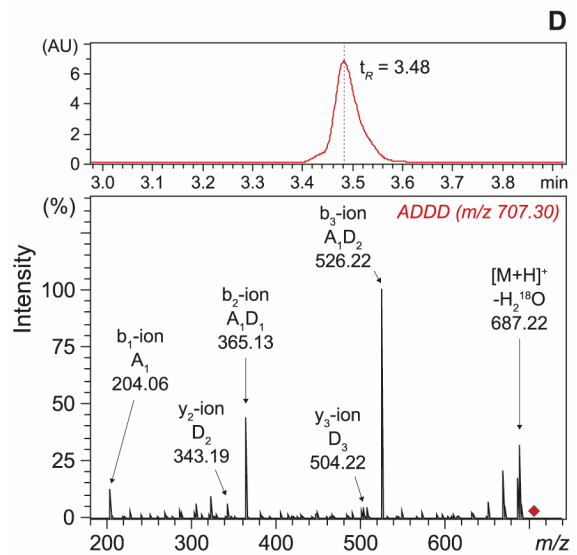 D
(AU)
6
4
2
0
t_R = 3.48
3.0 3.1 3.2 3.3 3.4 3.5 3.6 3.7 3.8 min
(%)
Intensity
100
75
50
25
0
ADDD (m/z 707.30)
b₃-ion
A₁D₂
526.22
[M+H]⁺
-H₂¹⁸O
687.22
b₂-ion
A₁D₁
365.13
b₁-ion
A₁
204.06
y₂-ion
D₂
343.19
y₃-ion
D₃
504.22
200 300 400 500 600 m/z